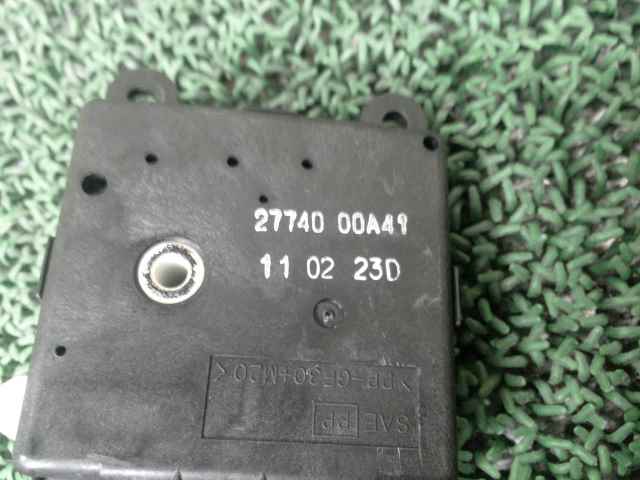 27740 00A41
11 02 23D
SAE PP
>PP-GF30+M20<